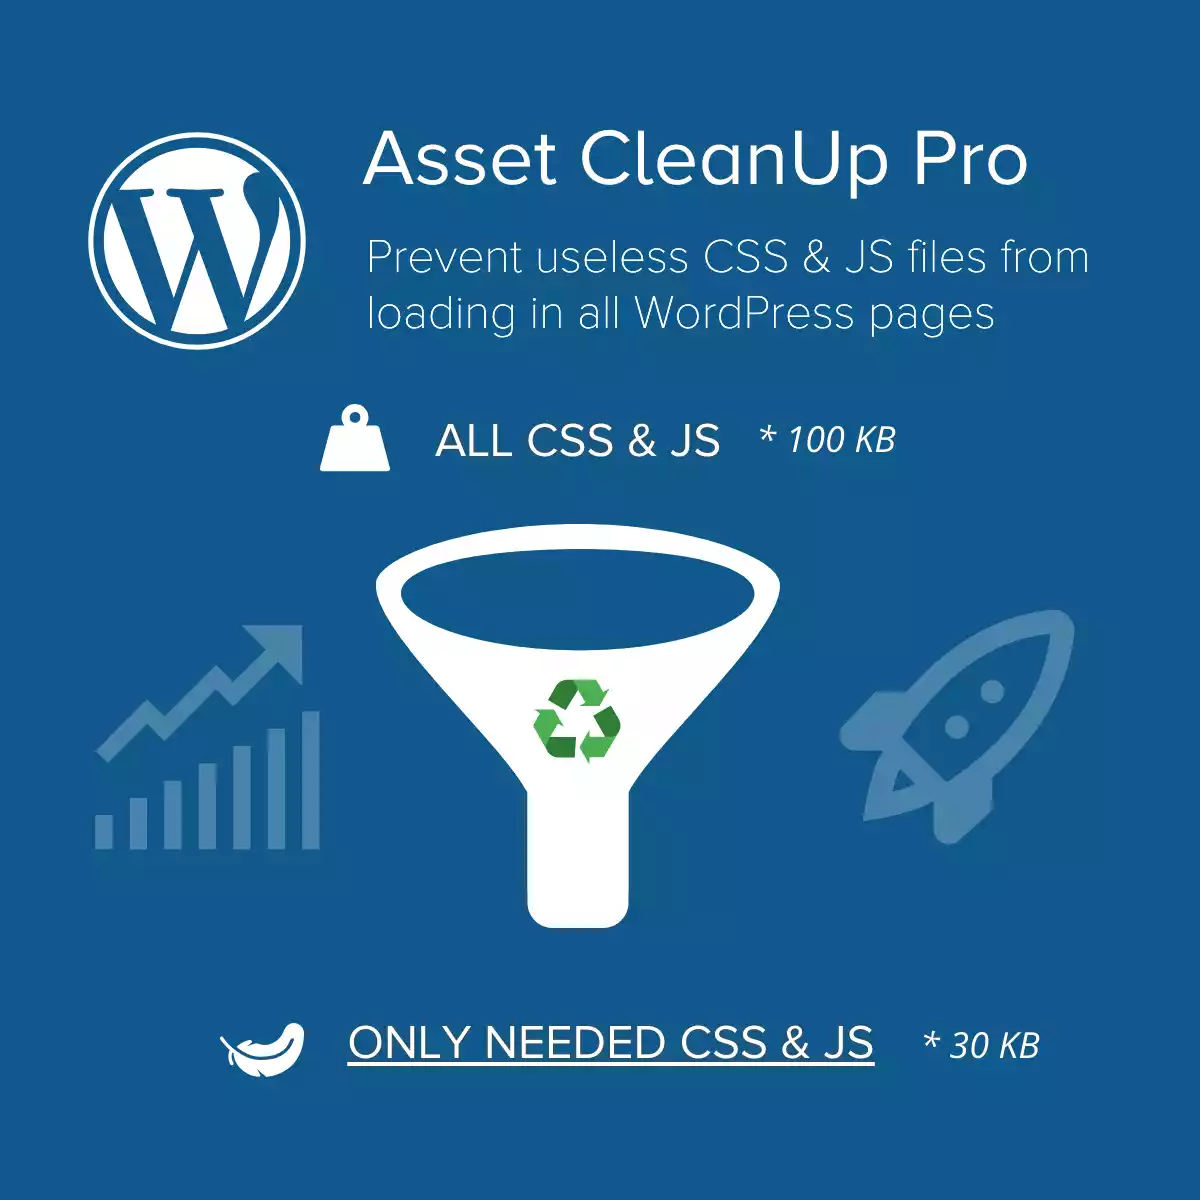 Asset CleanUp Pro
Prevent useless CSS & JS files from
loading in all WordPress pages
ALL CSS & JS * 100 KB
ONLY NEEDED CSS & JS * 30 KB